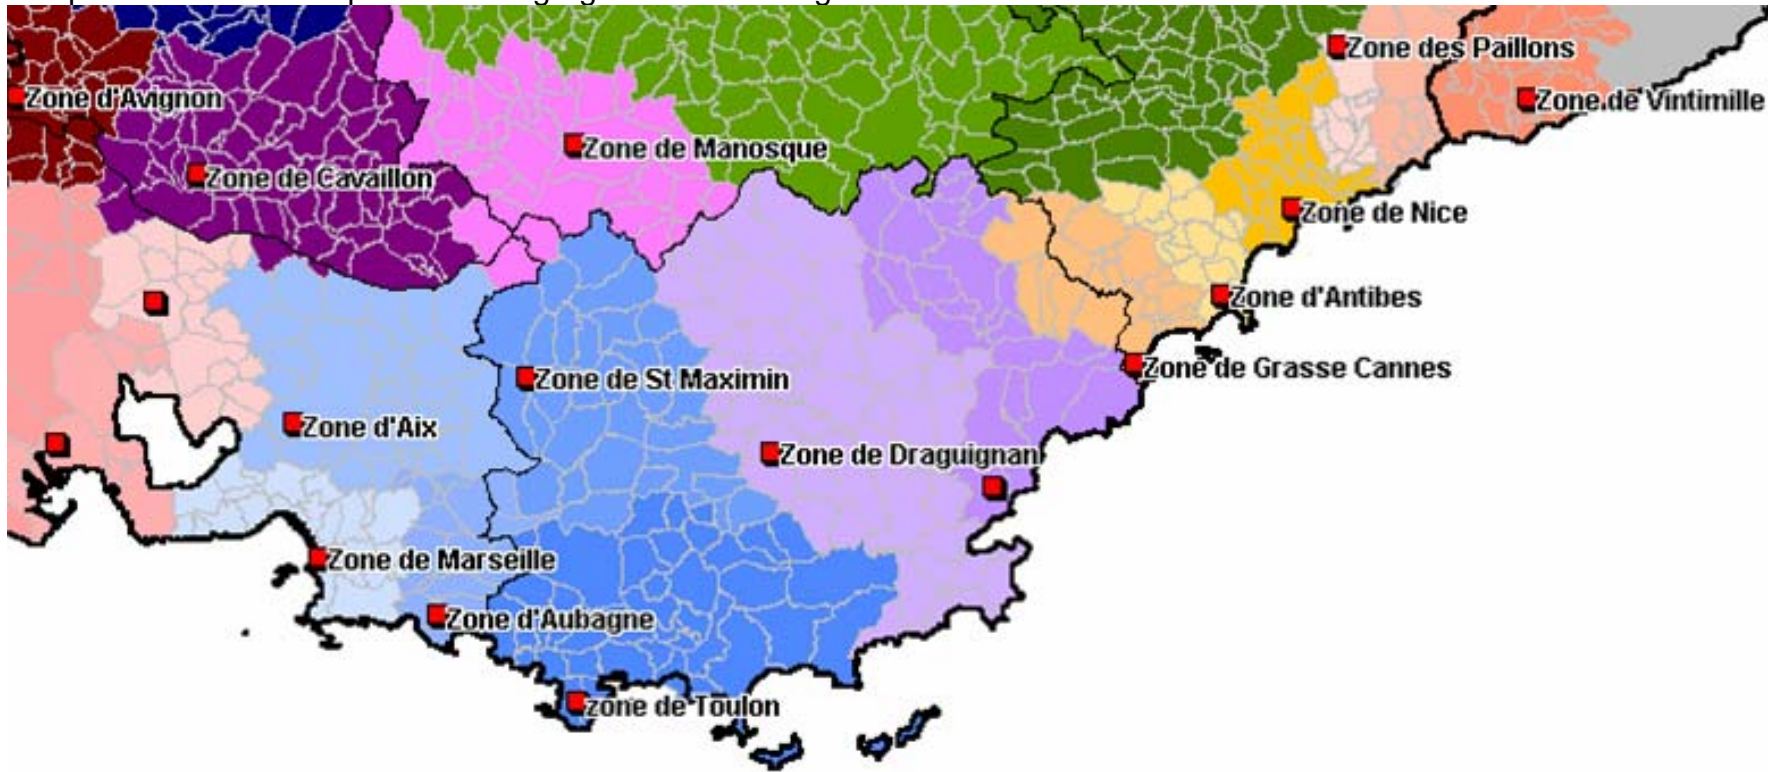 Zone des Paillons
Zone d'Avignon
Zone de Vintimille
Zone de Manosque
Zone de Cavaillon
Zone de Nice
Zone d'Antibes
Zone de Grasse Cannes
Zone de St Maximin
Zone d'Aix
Zone de Draguignan
Zone de Marseille
Zone d'Aubagne
zone de Toulon